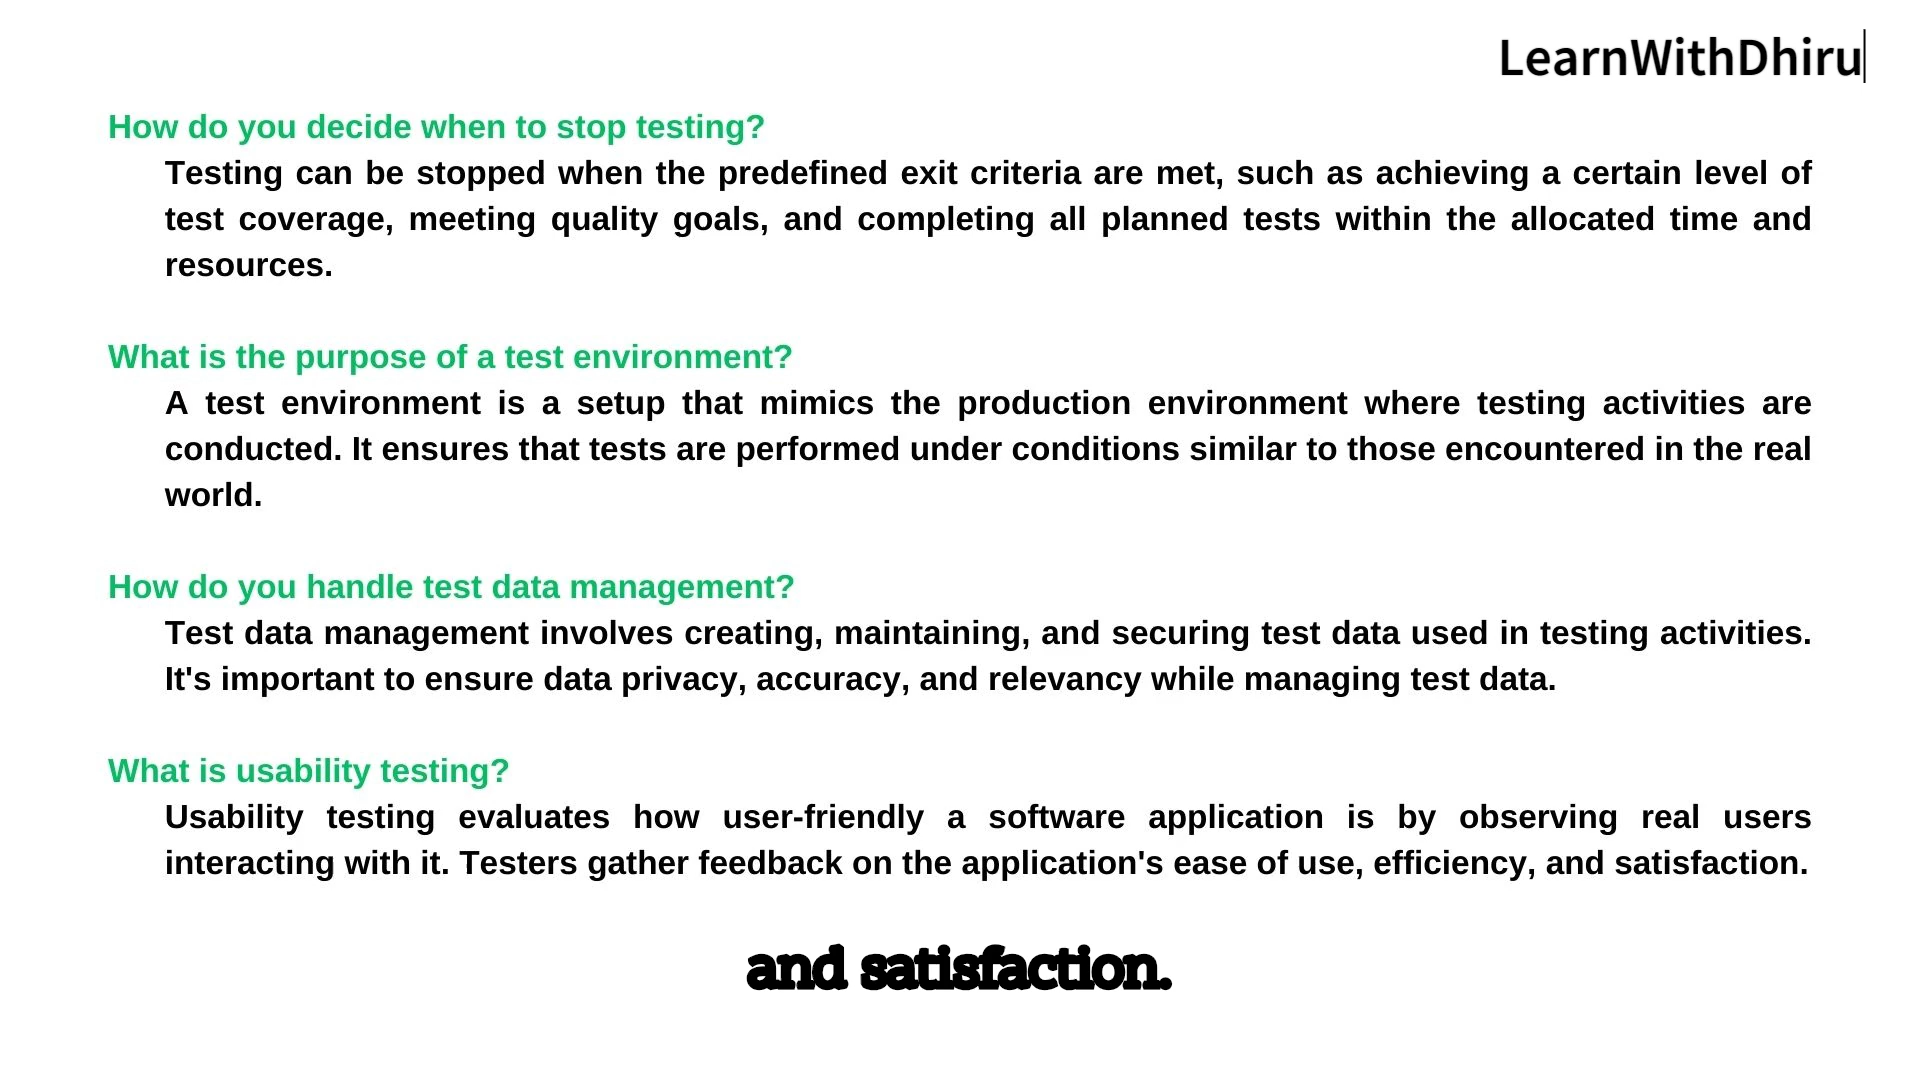 LearnWithDhiru
How do you decide when to stop testing?
Testing can be stopped when the predefined exit criteria are met, such as achieving a certain level of
test coverage, meeting quality goals, and completing all planned tests within the allocated time and
resources.
What is the purpose of a test environment?
A test environment is a setup that mimics the production environment where testing activities are
conducted. It ensures that tests are performed under conditions similar to those encountered in the real
world.
How do you handle test data management?
Test data management involves creating, maintaining, and securing test data used in testing activities.
It's important to ensure data privacy, accuracy, and relevancy while managing test data.
What is usability testing?
Usability testing evaluates how user-friendly a software application is by observing real users
interacting with it. Testers gather feedback on the application's ease of use, efficiency, and satisfaction.
and satisfaction.